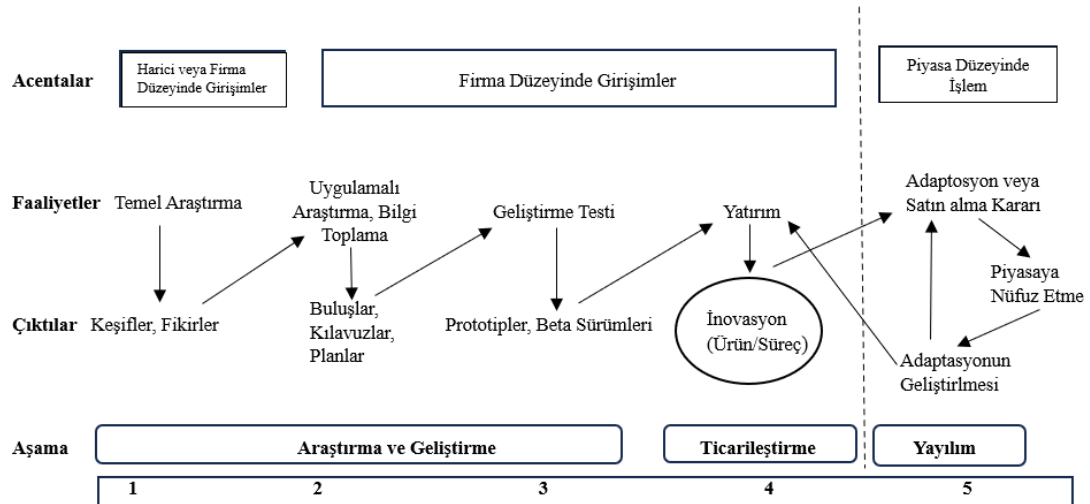 Acentalar
Harici veya Firma
Düzeyinde Girişimler
Firma Düzeyinde Girişimler
Piyasa Düzeyinde
İşlem
Faaliyetler
Temel Araştırma
Uygulamalı
Araştırma, Bilgi
Toplama
Geliştirme Testi
Yatırım
Adaptosyon veya
Satın alma Kararı
Piyasaya
Nüfuz Etme
Çıktılar
Keşifler, Fikirler
Buluşlar,
Kılavuzlar,
Planlar
Prototipler, Beta Sürümleri
İnovasyon
(Ürün/Süreç)
Adaptasyonun
Geliştirlmesi
Aşama
Araştırma ve Geliştirme
Ticarileştirme
Yayılım
1 2 3 4 5